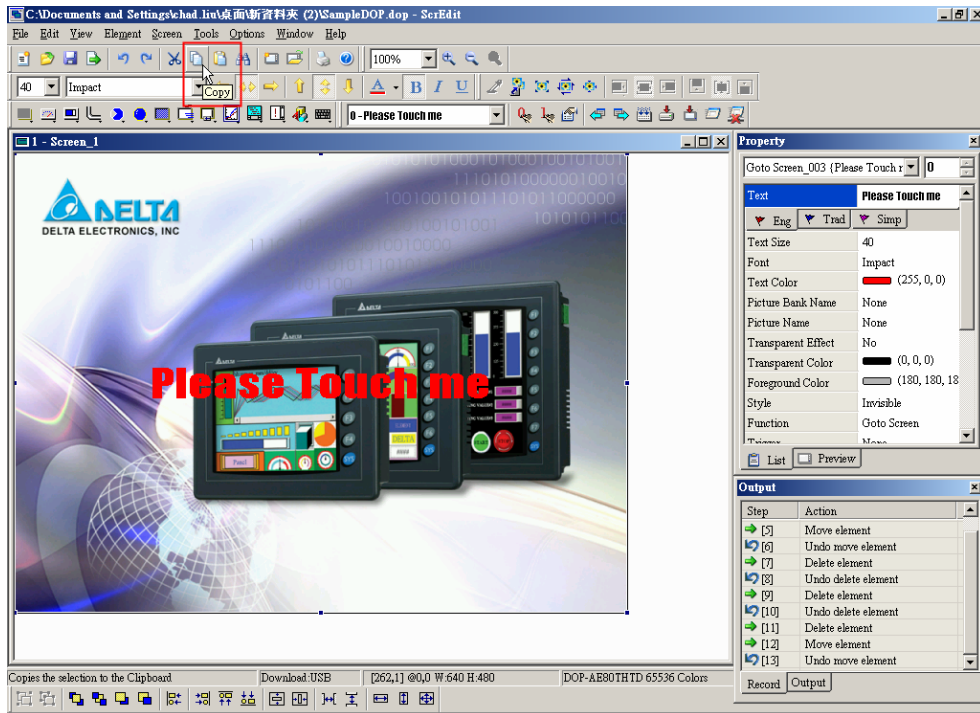 C:\Documents and Settings\chad.liu\桌面\新資料夾 (2)\SampleDOP.dop - ScrEdit
File Edit View Element Screen Tools Options Window Help
100%
40 Impact
Copy
A B I U
0 - Please Touch me
1 - Screen_1
DELTA
DELTA ELECTRONICS, INC
Please Touch me
Property
Goto Screen_003 {Please Touch r 0
Text Please Touch me
Eng Trad Simp
Text Size 40
Font Impact
Text Color (255, 0, 0)
Picture Bank Name None
Picture Name None
Transparent Effect No
Transparent Color (0, 0, 0)
Foreground Color (180, 180, 18
Style Invisible
Function Goto Screen
Trigger None
List Preview
Output
Step Action
[5] Move element
[6] Undo move element
[7] Delete element
[8] Undo delete element
[9] Delete element
[10] Undo delete element
[11] Delete element
[12] Move element
[13] Undo move element
Record Output
Copies the selection to the Clipboard Download:USB [262,1] @0,0 W:640 H:480 DOP-AE80THTD 65536 Colors